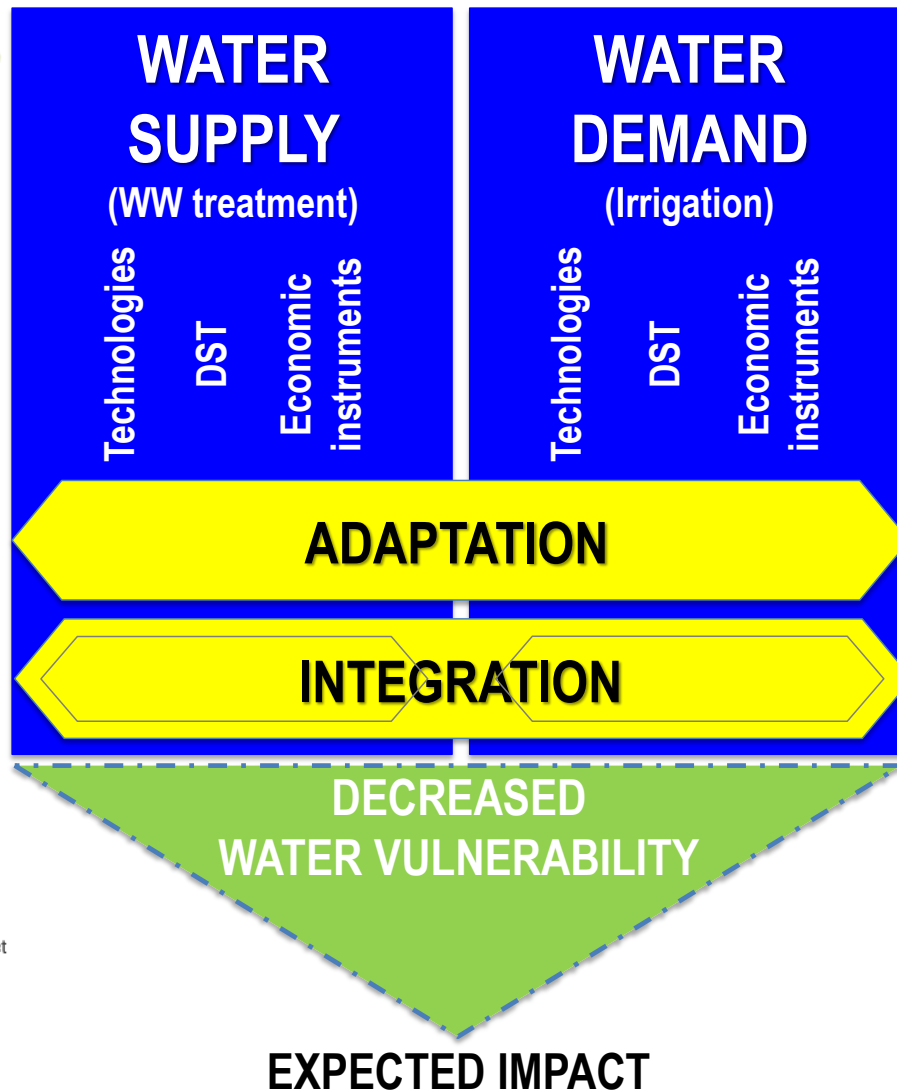 WATER
SUPPLY
(WW treatment)
Technologies
DST
Economic
instruments
WATER
DEMAND
(Irrigation)
Technologies
DST
Economic
instruments
ADAPTATION
INTEGRATION
DECREASED
WATER VULNERABILITY
EXPECTED IMPACT